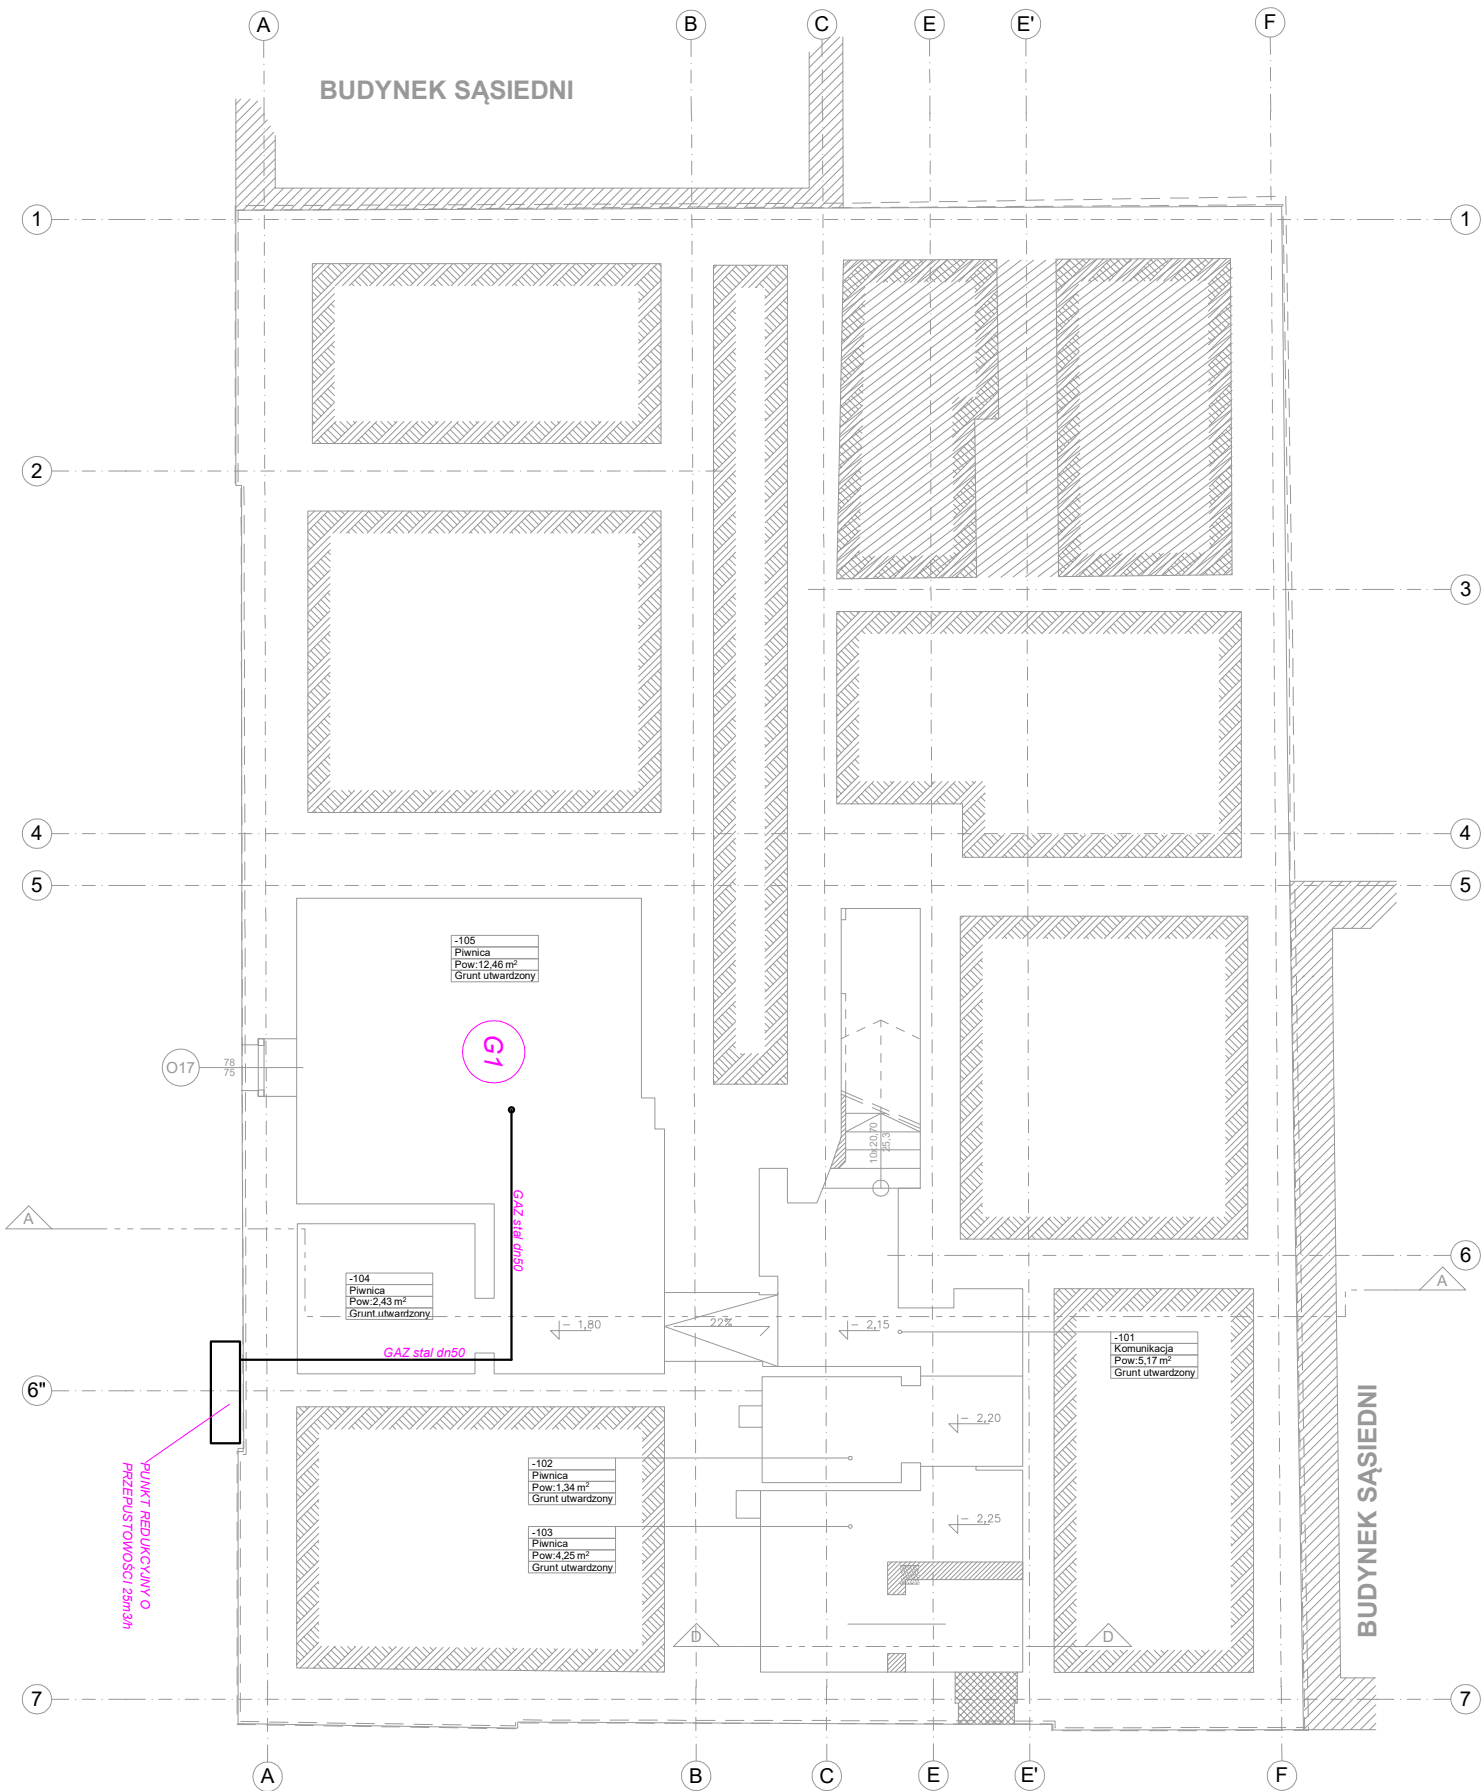 A
B
C
E
E'
F
BUDYNEK SĄSIEDNI
1
1
2
3
4
4
5
5
-105
Piwnica
Pow:12,46 m²
Grunt utwardzony
G1
O17
78
75
10x20,70
25,3
GAZ stal dn50
A
6
A
-104
Piwnica
Pow:2,43 m²
Grunt utwardzony
- 1,80
22%
- 2,15
-101
Komunikacja
Pow:5,17 m²
Grunt utwardzony
GAZ stal dn50
6"
- 2,20
BUDYNEK SĄSIEDNI
PUNKT REDUKCYJNY O
PRZEPUSTOWOŚCI 25m3/h
-102
Piwnica
Pow:1,34 m²
Grunt utwardzony
- 2,25
-103
Piwnica
Pow:4,25 m²
Grunt utwardzony
D
D
7
7
A
B
C
E
E'
F